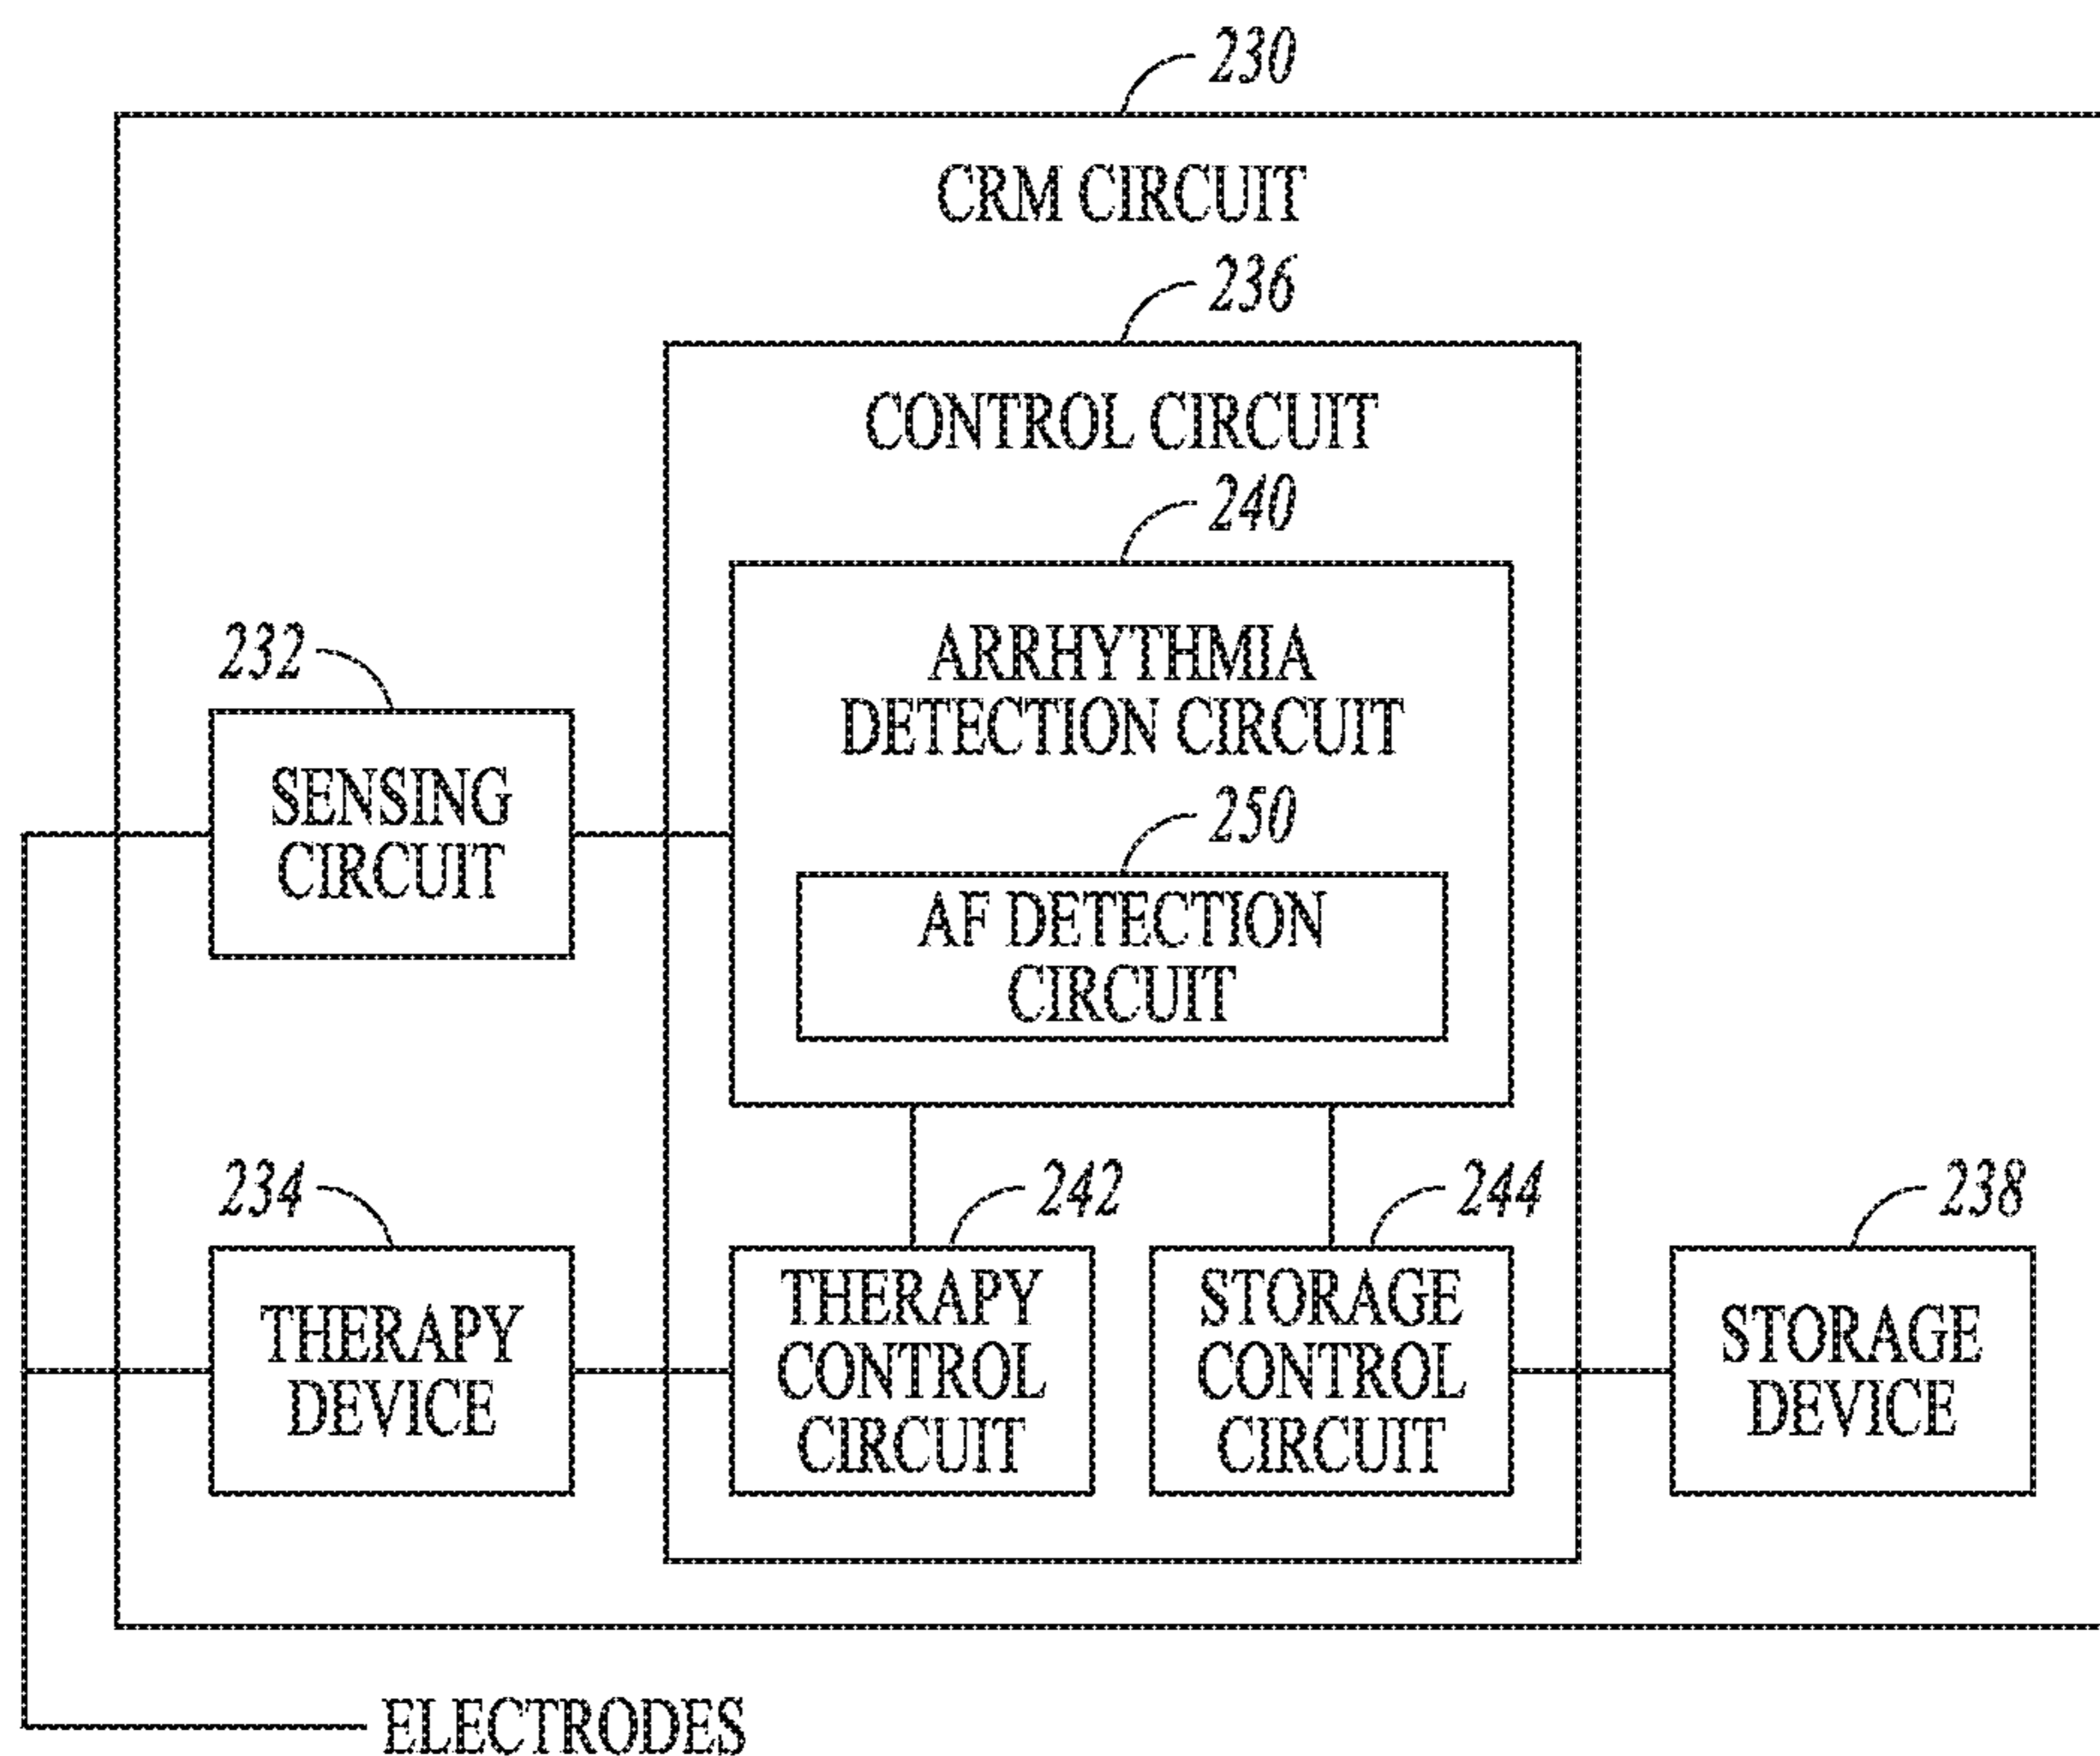 230
CRM CIRCUIT
236
CONTROL CIRCUIT
240
ARRHYTHMIA
DETECTION CIRCUIT
232
SENSING
CIRCUIT
250
AF DETECTION
CIRCUIT
234
THERAPY
DEVICE
242
THERAPY
CONTROL
CIRCUIT
244
STORAGE
CONTROL
CIRCUIT
238
STORAGE
DEVICE
ELECTRODES